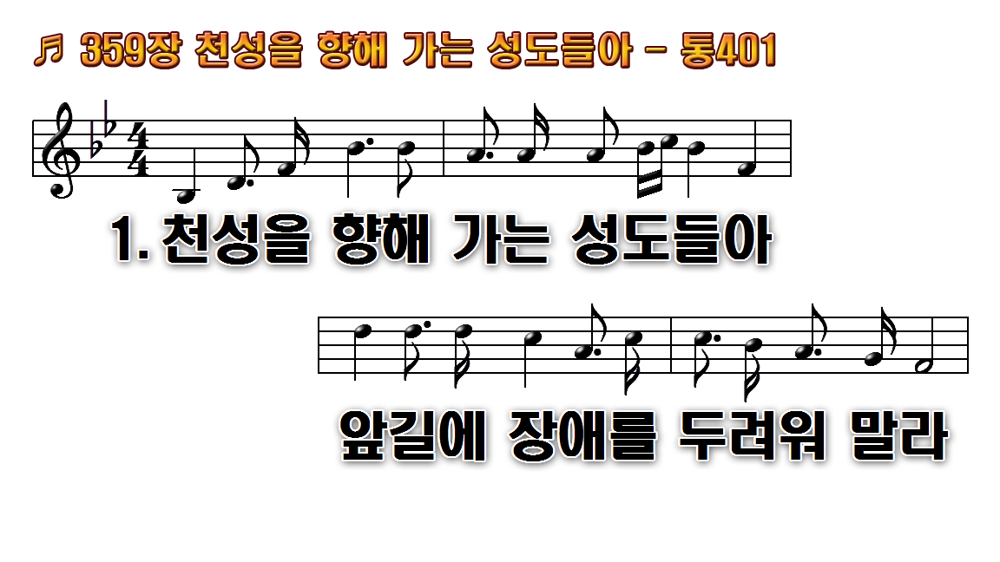 ♬ 359장 천성을 향해 가는 성도들아 - 통401
1. 천성을 향해 가는 성도들아
앞길에 장애를 두려워 말라